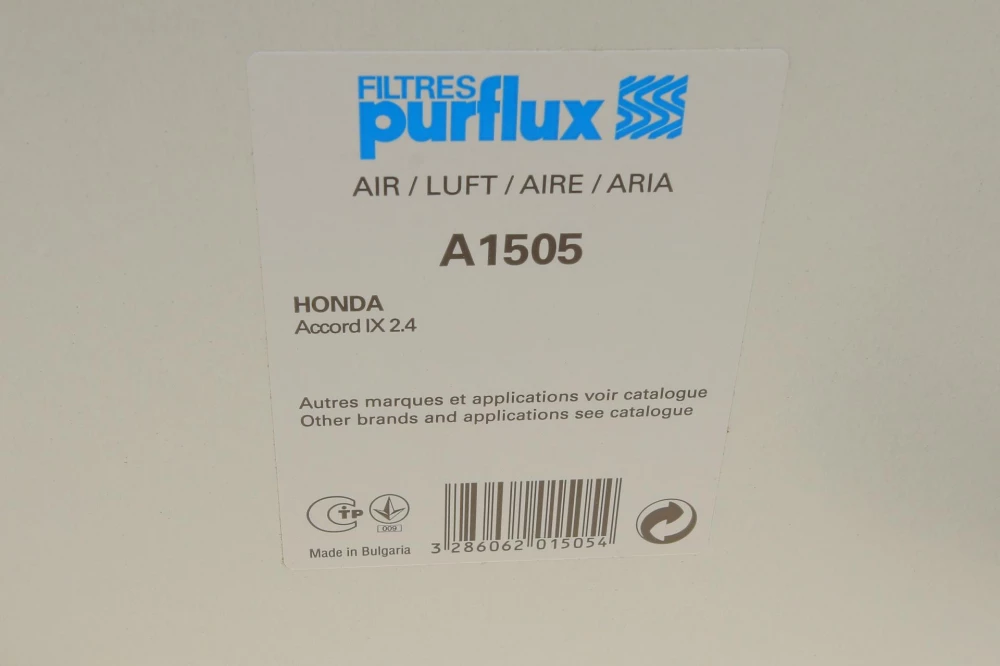 FILTRES
purflux
AIR / LUFT / AIRE / ARIA
A1505
HONDA
Accord IX 2.4
Autres marques et applications voir catalogue
Other brands and applications see catalogue
009
Made in Bulgaria
3 286062 015054